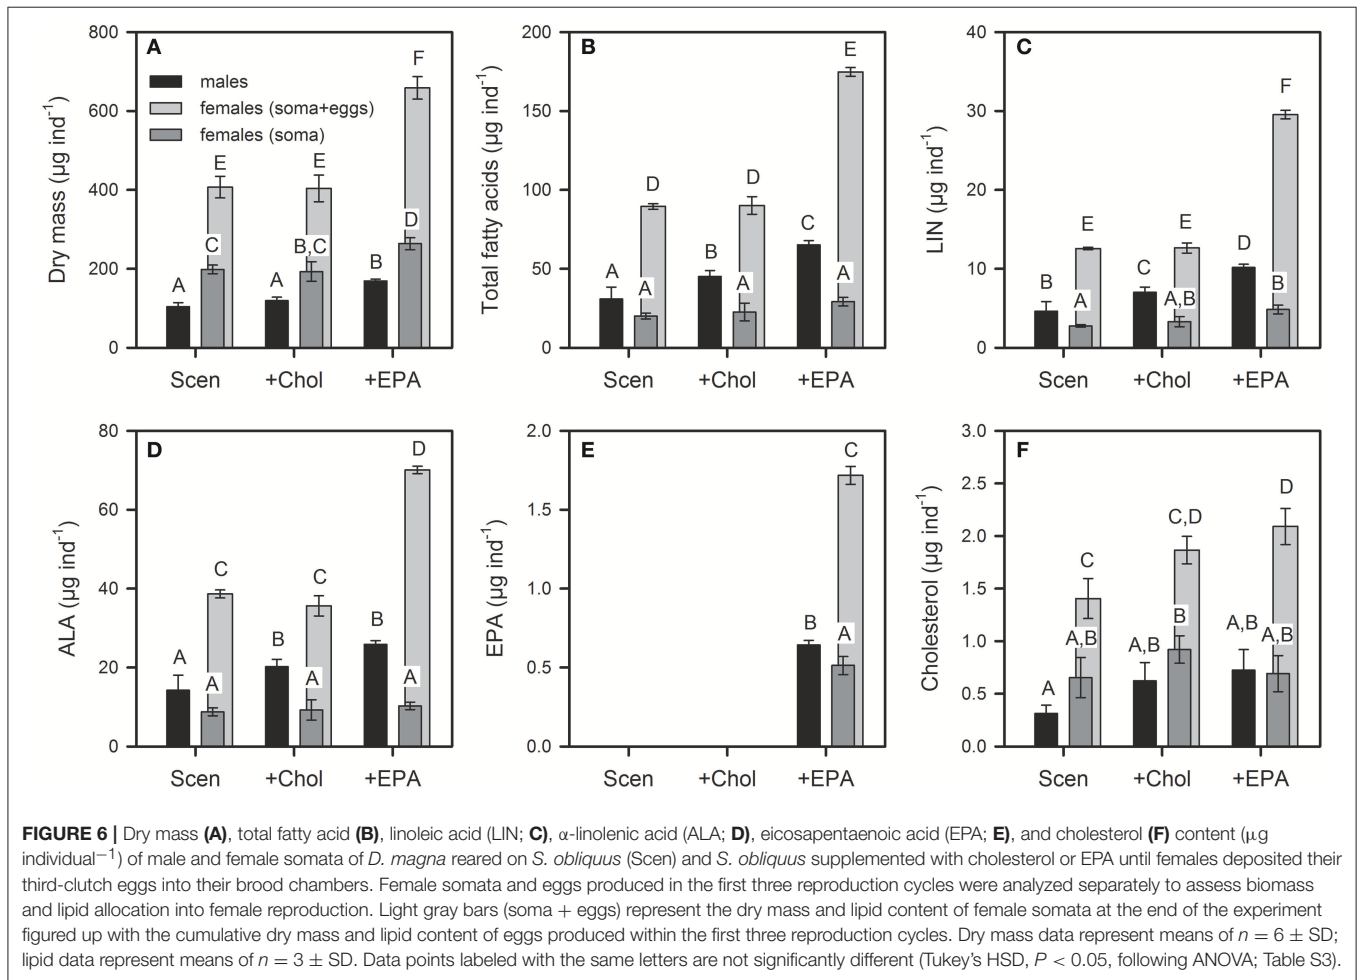 A
Dry mass (µg ind-1)
800
600
400
200
0
males
females (soma+eggs)
females (soma)
A
C
E
A
B,C
E
B
D
F
Scen
+Chol
+EPA
B
Total fatty acids (µg ind-1)
200
150
100
50
0
A
A
D
B
A
D
C
A
E
Scen
+Chol
+EPA
C
LIN (µg ind-1)
40
30
20
10
0
B
A
E
C
A,B
E
D
B
F
Scen
+Chol
+EPA
D
ALA (µg ind-1)
80
60
40
20
0
A
A
C
B
A
C
B
A
D
Scen
+Chol
+EPA
E
EPA (µg ind-1)
2.0
1.5
1.0
0.5
0.0
B
A
C
Scen
+Chol
+EPA
F
Cholesterol (µg ind-1)
3.0
2.5
2.0
1.5
1.0
0.5
0.0
A
A,B
C
A,B
B
C,D
A,B
A,B
D
Scen
+Chol
+EPA
FIGURE 6 | Dry mass (A), total fatty acid (B), linoleic acid (LIN; C), α-linolenic acid (ALA; D), eicosapentaenoic acid (EPA; E), and cholesterol (F) content (µg
individual−1) of male and female somata of D. magna reared on S. obliquus (Scen) and S. obliquus supplemented with cholesterol or EPA until females deposited their
third-clutch eggs into their brood chambers. Female somata and eggs produced in the first three reproduction cycles were analyzed separately to assess biomass
and lipid allocation into female reproduction. Light gray bars (soma + eggs) represent the dry mass and lipid content of female somata at the end of the experiment
figured up with the cumulative dry mass and lipid content of eggs produced within the first three reproduction cycles. Dry mass data represent means of n = 6 ± SD;
lipid data represent means of n = 3 ± SD. Data points labeled with the same letters are not significantly different (Tukey's HSD, P < 0.05, following ANOVA; Table S3).